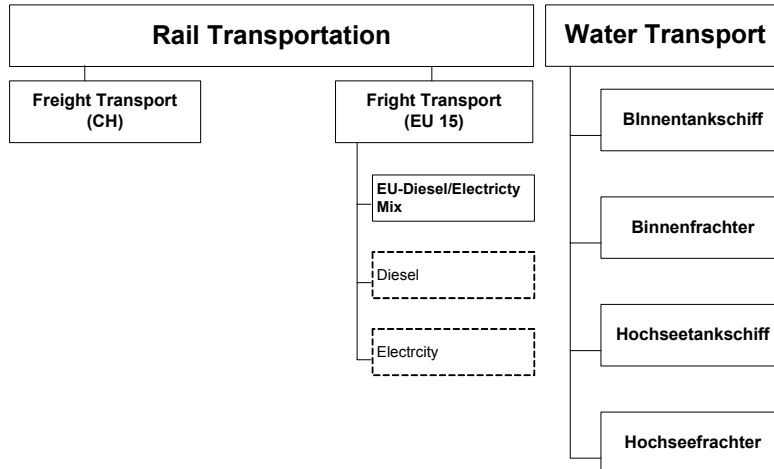 Rail Transportation
Freight Transport
(CH)
Fright Transport
(EU 15)
EU-Diesel/Electricty
Mix
Diesel
Electrcity
Water Transport
BInnentankschiff
Binnenfrachter
Hochseetankschiff
Hochseefrachter